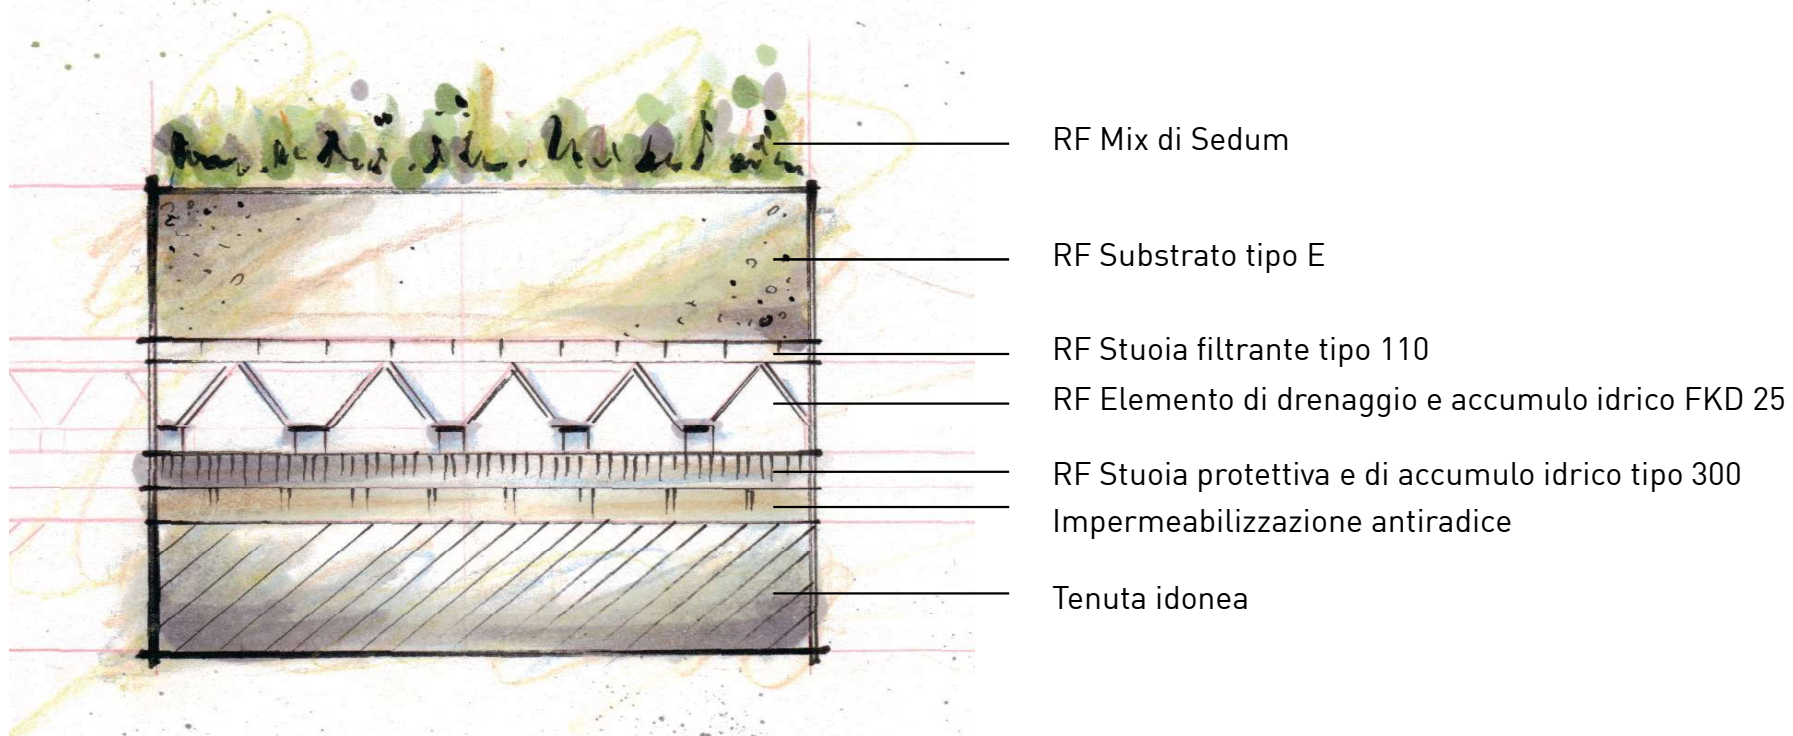 RF Mix di Sedum
RF Substrato tipo E
RF Stuoia filtrante tipo 110
RF Elemento di drenaggio e accumulo idrico FKD 25
RF Stuoia protettiva e di accumulo idrico tipo 300
Impermeabilizzazione antiradice
Tenuta idonea